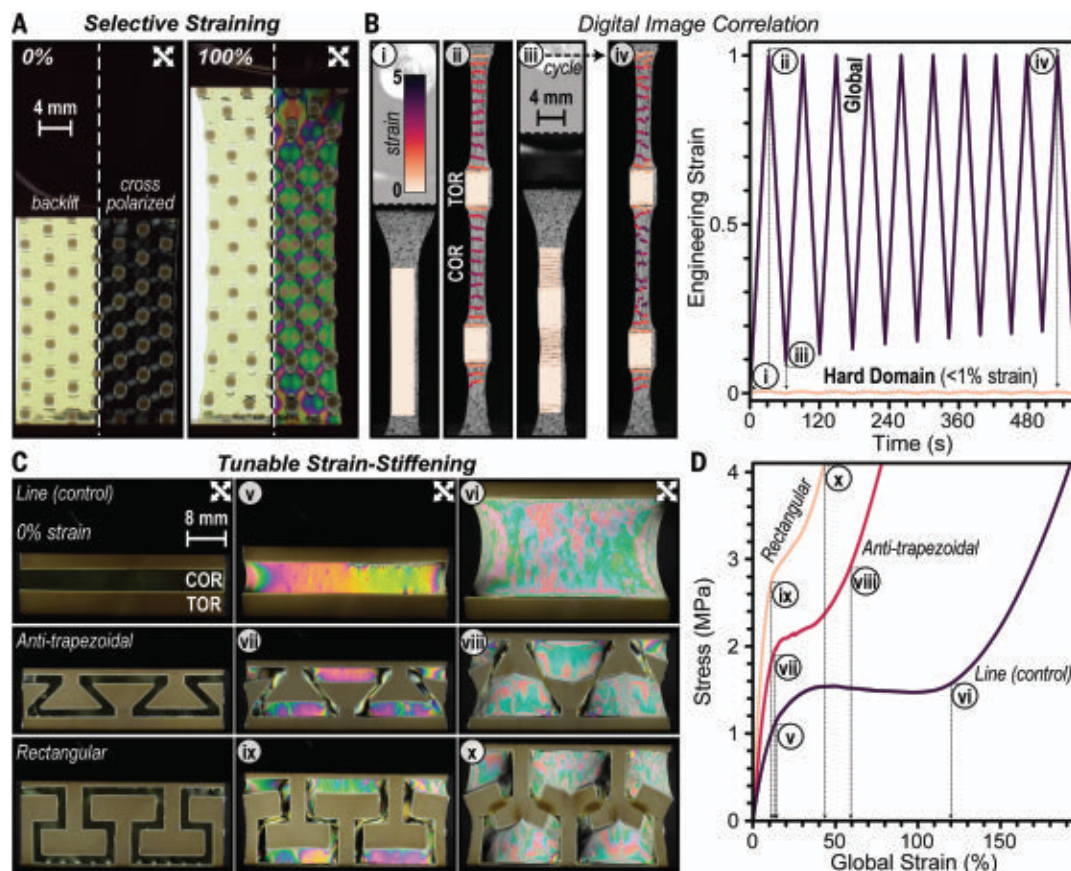 A
Selective Straining
0%
100%
4 mm
backlit
cross
polarized
B
Digital Image Correlation
i
5
strain
0
ii
TOR
COR
iii
cycle
4 mm
iv
Engineering Strain
1
0.5
0
ii
Global
iv
i
iii
Hard Domain (<1% strain)
0
120
240
360
480
Time (s)
C
Tunable Strain-Stiffening
Line (control)
0% strain
8 mm
COR
TOR
v
vi
Anti-trapezoidal
vii
viii
Rectangular
ix
x
D
Stress (MPa)
4
3
2
1
0
Rectangular
x
Anti-trapezoidal
ix
viii
vii
Line (control)
vi
v
0
50
100
150
Global Strain (%)